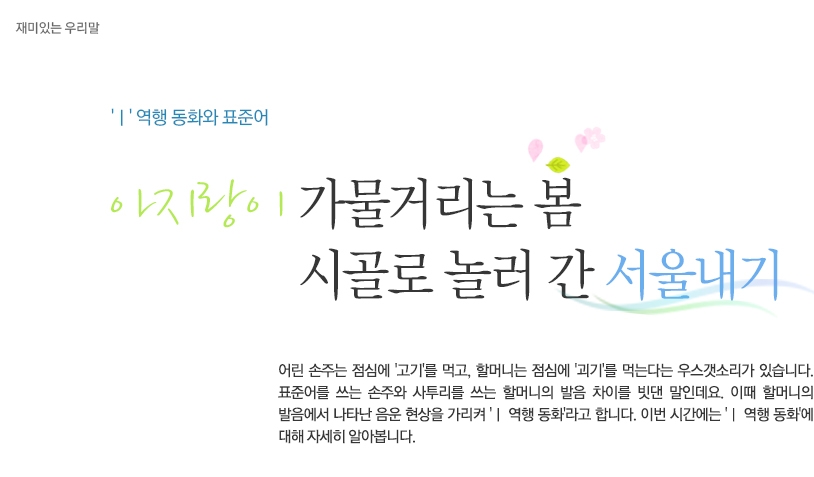 재미있는 우리말
'ㅣ' 역행 동화와 표준어
아지랑이 가물거리는 봄
시골로 놀러 간 서울내기
어린 손주는 점심에 '고기'를 먹고, 할머니는 점심에 '괴기'를 먹는다는 우스갯소리가 있습니다.
표준어를 쓰는 손주와 사투리를 쓰는 할머니의 발음 차이를 빗댄 말인데요. 이때 할머니의
발음에서 나타난 음운 현상을 가리켜 'ㅣ 역행 동화'라고 합니다. 이번 시간에는 'ㅣ 역행 동화'에
대해 자세히 알아봅니다.